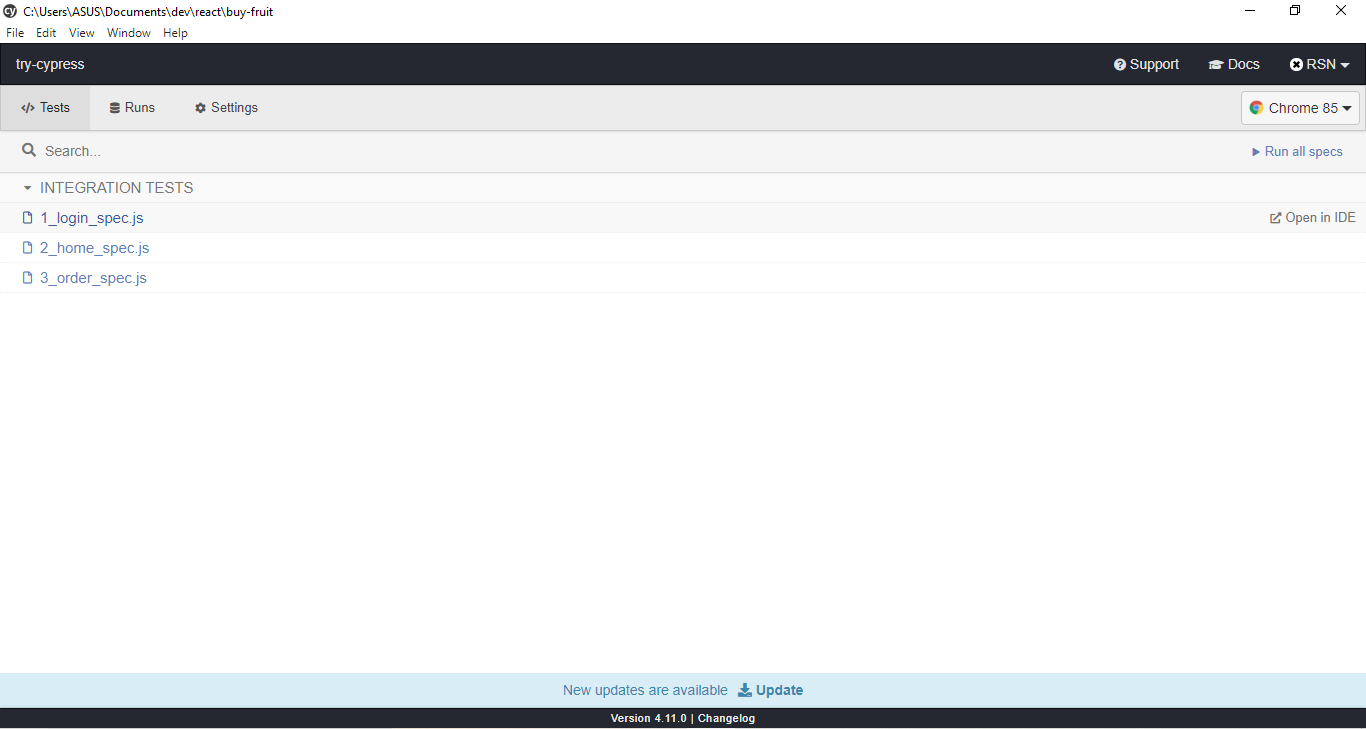 cy C:\Users\ASUS\Documents\dev\react\buy-fruit
File Edit View Window Help
try-cypress Support Docs RSN
Tests Runs Settings Chrome 85
Search... Run all specs
INTEGRATION TESTS
1_login_spec.js Open in IDE
2_home_spec.js
3_order_spec.js
New updates are available Update
Version 4.11.0 | Changelog